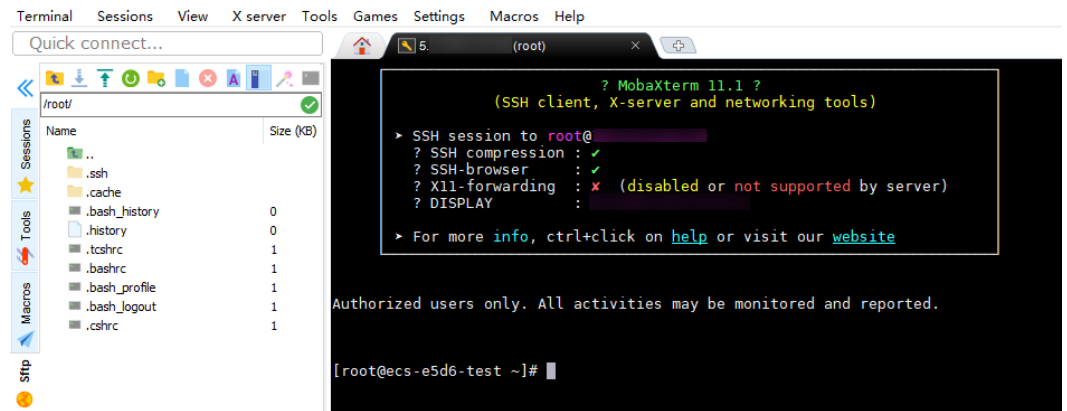 Terminal Sessions View X server Tools Games Settings Macros Help
Quick connect...
5. (root)
/root/
Name Size (KB)
..
.ssh
.cache
.bash_history 0
.history 0
.tcshrc 1
.bashrc 1
.bash_profile 1
.bash_logout 1
.cshrc 1
Sessions
Tools
Macros
Sftp
? MobaXterm 11.1 ?
(SSH client, X-server and networking tools)
➤ SSH session to root@
? SSH compression : ✔
? SSH-browser : ✔
? X11-forwarding : ✘ (disabled or not supported by server)
? DISPLAY :
➤ For more info, ctrl+click on help or visit our website
Authorized users only. All activities may be monitored and reported.
[root@ecs-e5d6-test ~]#